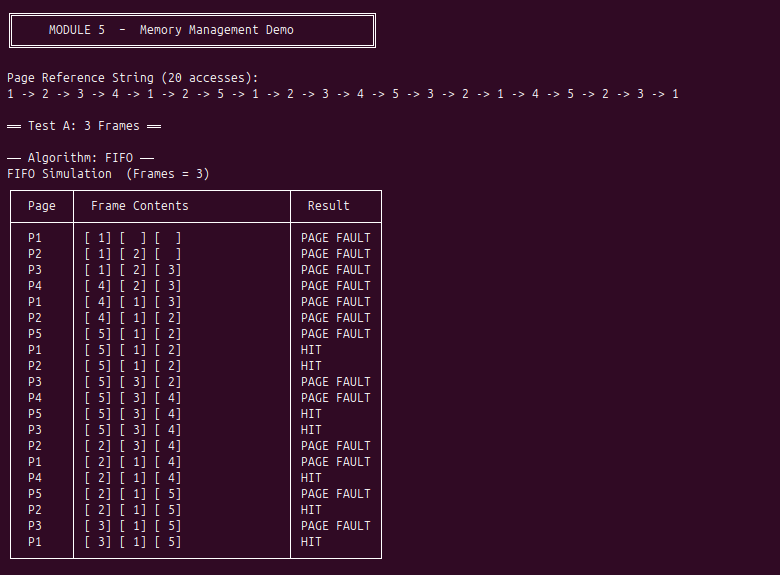 MODULE 5  –  Memory Management Demo
Page Reference String (20 accesses):
1 -> 2 -> 3 -> 4 -> 1 -> 2 -> 5 -> 1 -> 2 -> 3 -> 4 -> 5 -> 3 -> 2 -> 1 -> 4 -> 5 -> 2 -> 3 -> 1
══ Test A: 3 Frames ══
── Algorithm: FIFO ──
FIFO Simulation  (Frames = 3)
Page Frame Contents Result
P1 [ 1] [  ] [  ] PAGE FAULT
P2 [ 1] [ 2] [  ] PAGE FAULT
P3 [ 1] [ 2] [ 3] PAGE FAULT
P4 [ 4] [ 2] [ 3] PAGE FAULT
P1 [ 4] [ 1] [ 3] PAGE FAULT
P2 [ 4] [ 1] [ 2] PAGE FAULT
P5 [ 5] [ 1] [ 2] PAGE FAULT
P1 [ 5] [ 1] [ 2] HIT
P2 [ 5] [ 1] [ 2] HIT
P3 [ 5] [ 3] [ 2] PAGE FAULT
P4 [ 5] [ 3] [ 4] PAGE FAULT
P5 [ 5] [ 3] [ 4] HIT
P3 [ 5] [ 3] [ 4] HIT
P2 [ 2] [ 3] [ 4] PAGE FAULT
P1 [ 2] [ 1] [ 4] PAGE FAULT
P4 [ 2] [ 1] [ 4] HIT
P5 [ 2] [ 1] [ 5] PAGE FAULT
P2 [ 2] [ 1] [ 5] HIT
P3 [ 3] [ 1] [ 5] PAGE FAULT
P1 [ 3] [ 1] [ 5] HIT